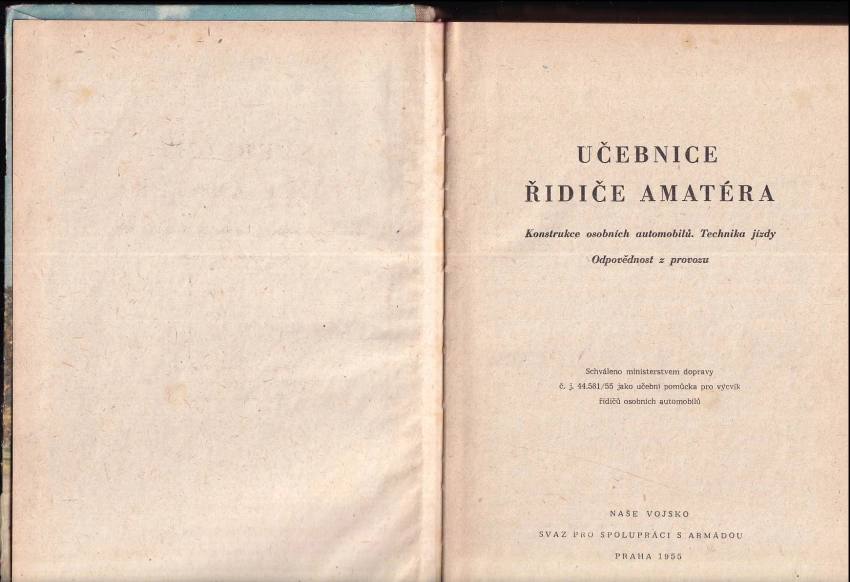 UČEBNICE
ŘIDIČE AMATÉRA
Konstrukce osobních automobilů. Technika jízdy
Odpovědnost z provozu
Schváleno ministerstvem dopravy
č. j. 44.581/55 jako učební pomůcka pro výcvik
řidičů osobních automobilů
NAŠE VOJSKO
SVAZ PRO SPOLUPRÁCI S ARMÁDOU
PRAHA 1955